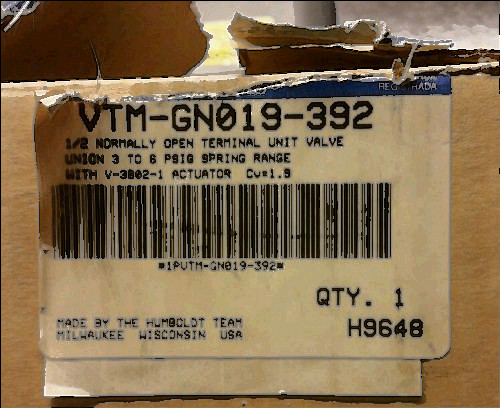 REGISTRADA
VTM-GN019-392
1/2 NORMALLY OPEN TERMINAL UNIT VALVE
UNION 3 TO 6 PSIG SPRING RANGE
WITH V-3802-1 ACTUATOR Cv=1.9
*1PVTM-GN019-392*
QTY. 1
MADE BY THE HUMBOLDT TEAM
H9648
MILWAUKEE WISCONSIN USA